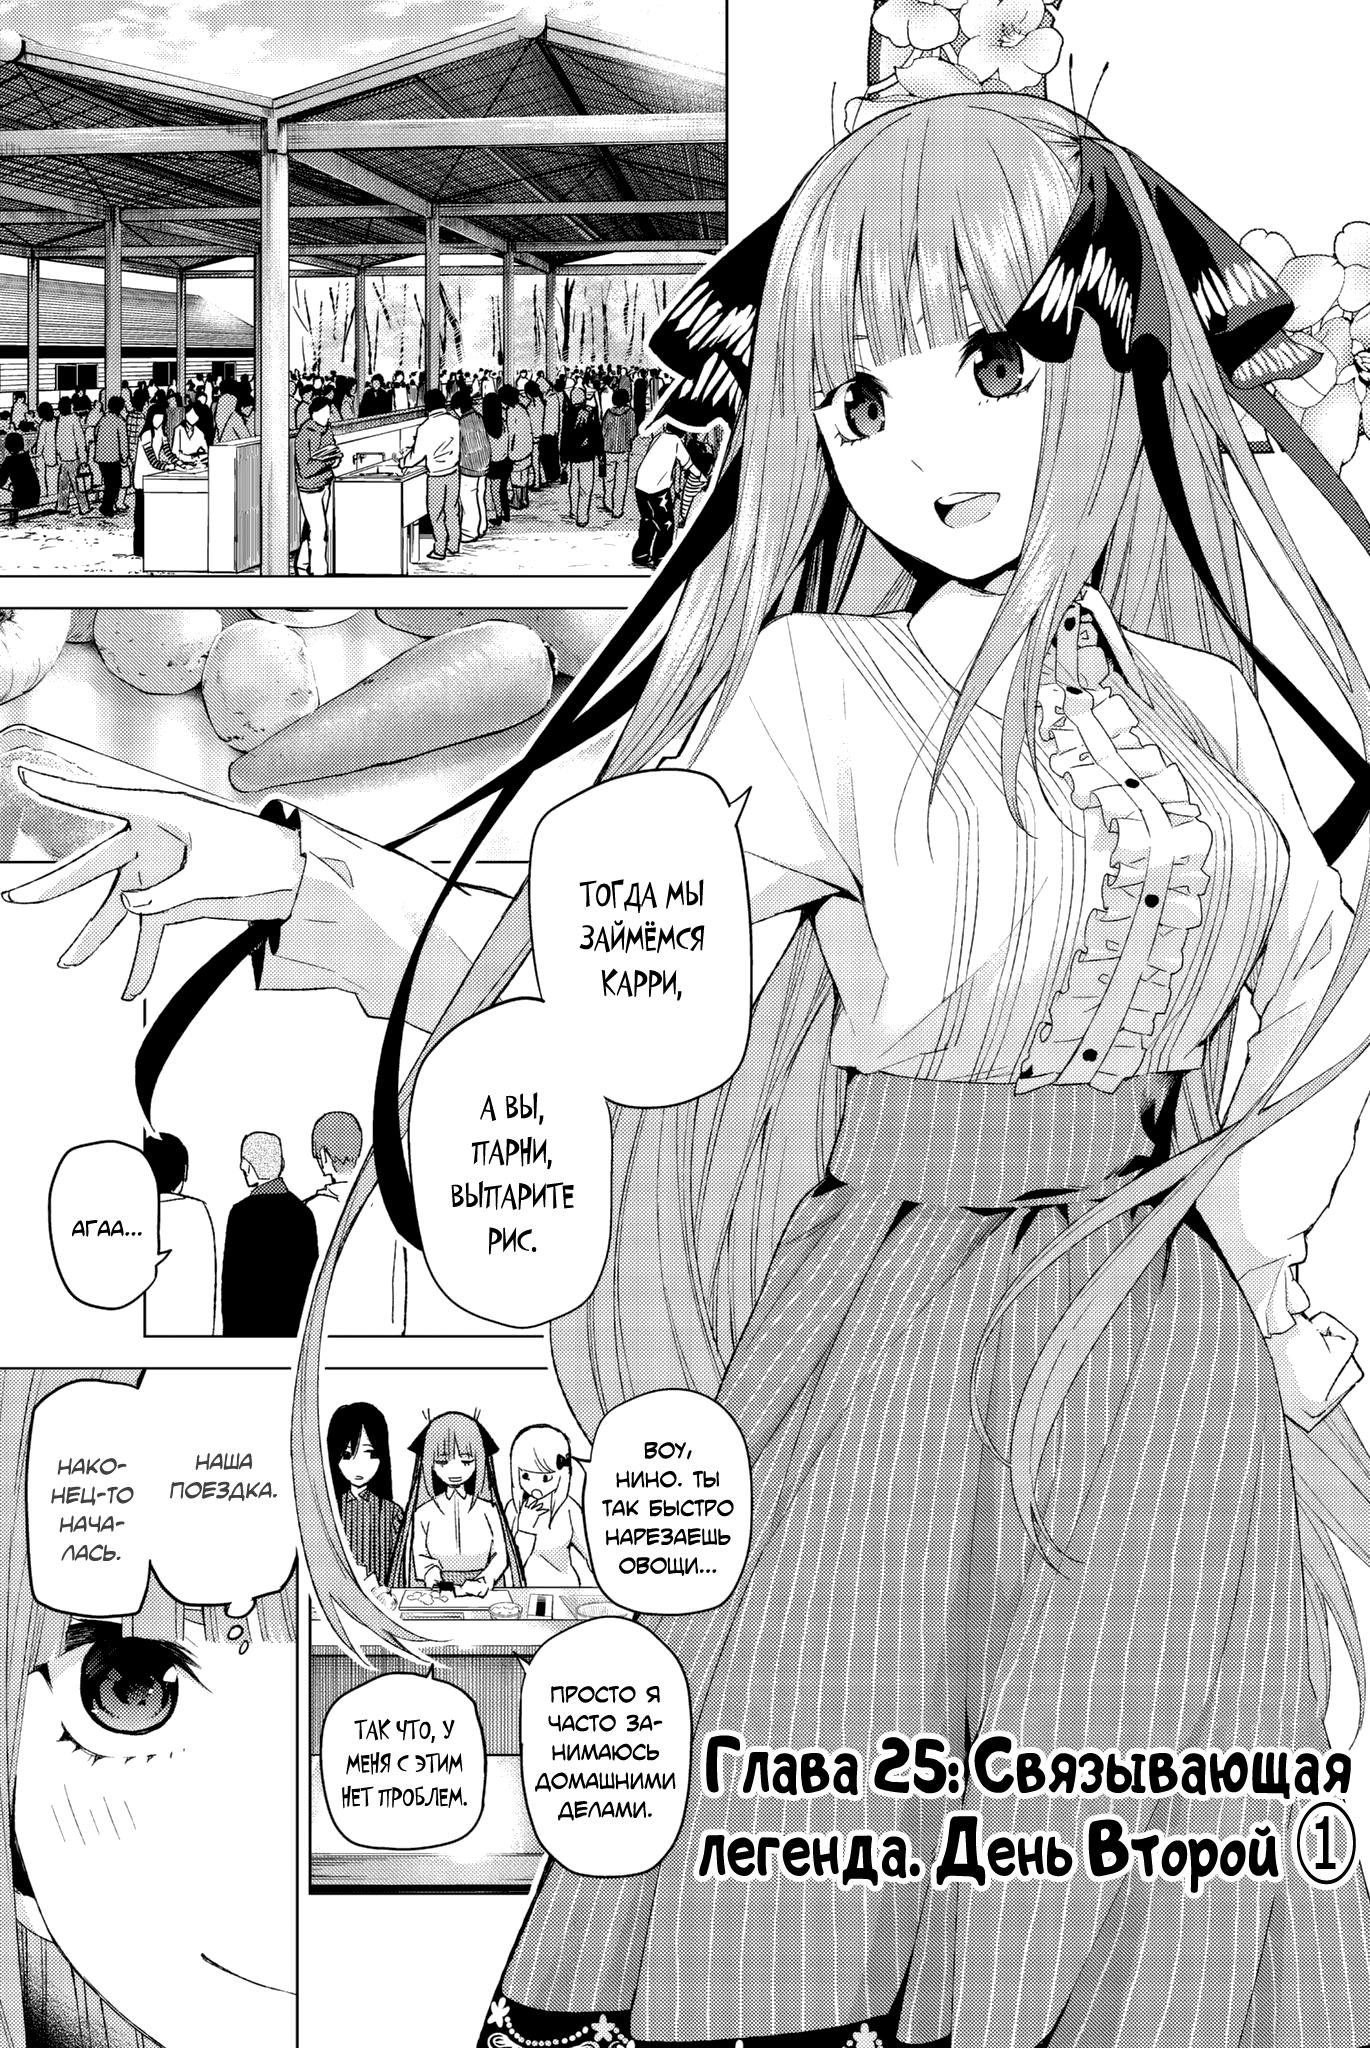 ТОГДА МЫ
ЗАЙМЁМСЯ
КАРРИ,
А ВЫ,
ПАРНИ,
ВЫПАРИТЕ
РИС.
АГАА...
ВОУ,
НИНО. ТЫ
ТАК БЫСТРО
НАРЕЗАЕШЬ
ОВОЩИ...
ПРОСТО Я
ЧАСТО ЗА-
НИМАЮСЬ
ДОМАШНИМИ
ДЕЛАМИ.
ТАК ЧТО, У
МЕНЯ С ЭТИМ
НЕТ ПРОБЛЕМ.
НАША
ПОЕЗДКА.
НАКО-
НЕЦ-ТО
НАЧА-
ЛАСЬ.
Глава 25: Связывающая
легенда. День Второй ①